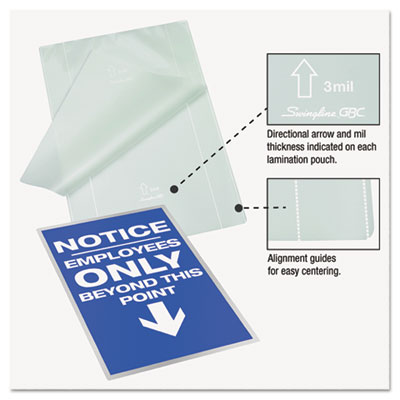 3mil
3mil
Swingline GBC
Directional arrow and mil
thickness indicated on each
lamination pouch.
Alignment guides
for easy centering.
NOTICE
EMPLOYEES
ONLY
BEYOND THIS
POINT